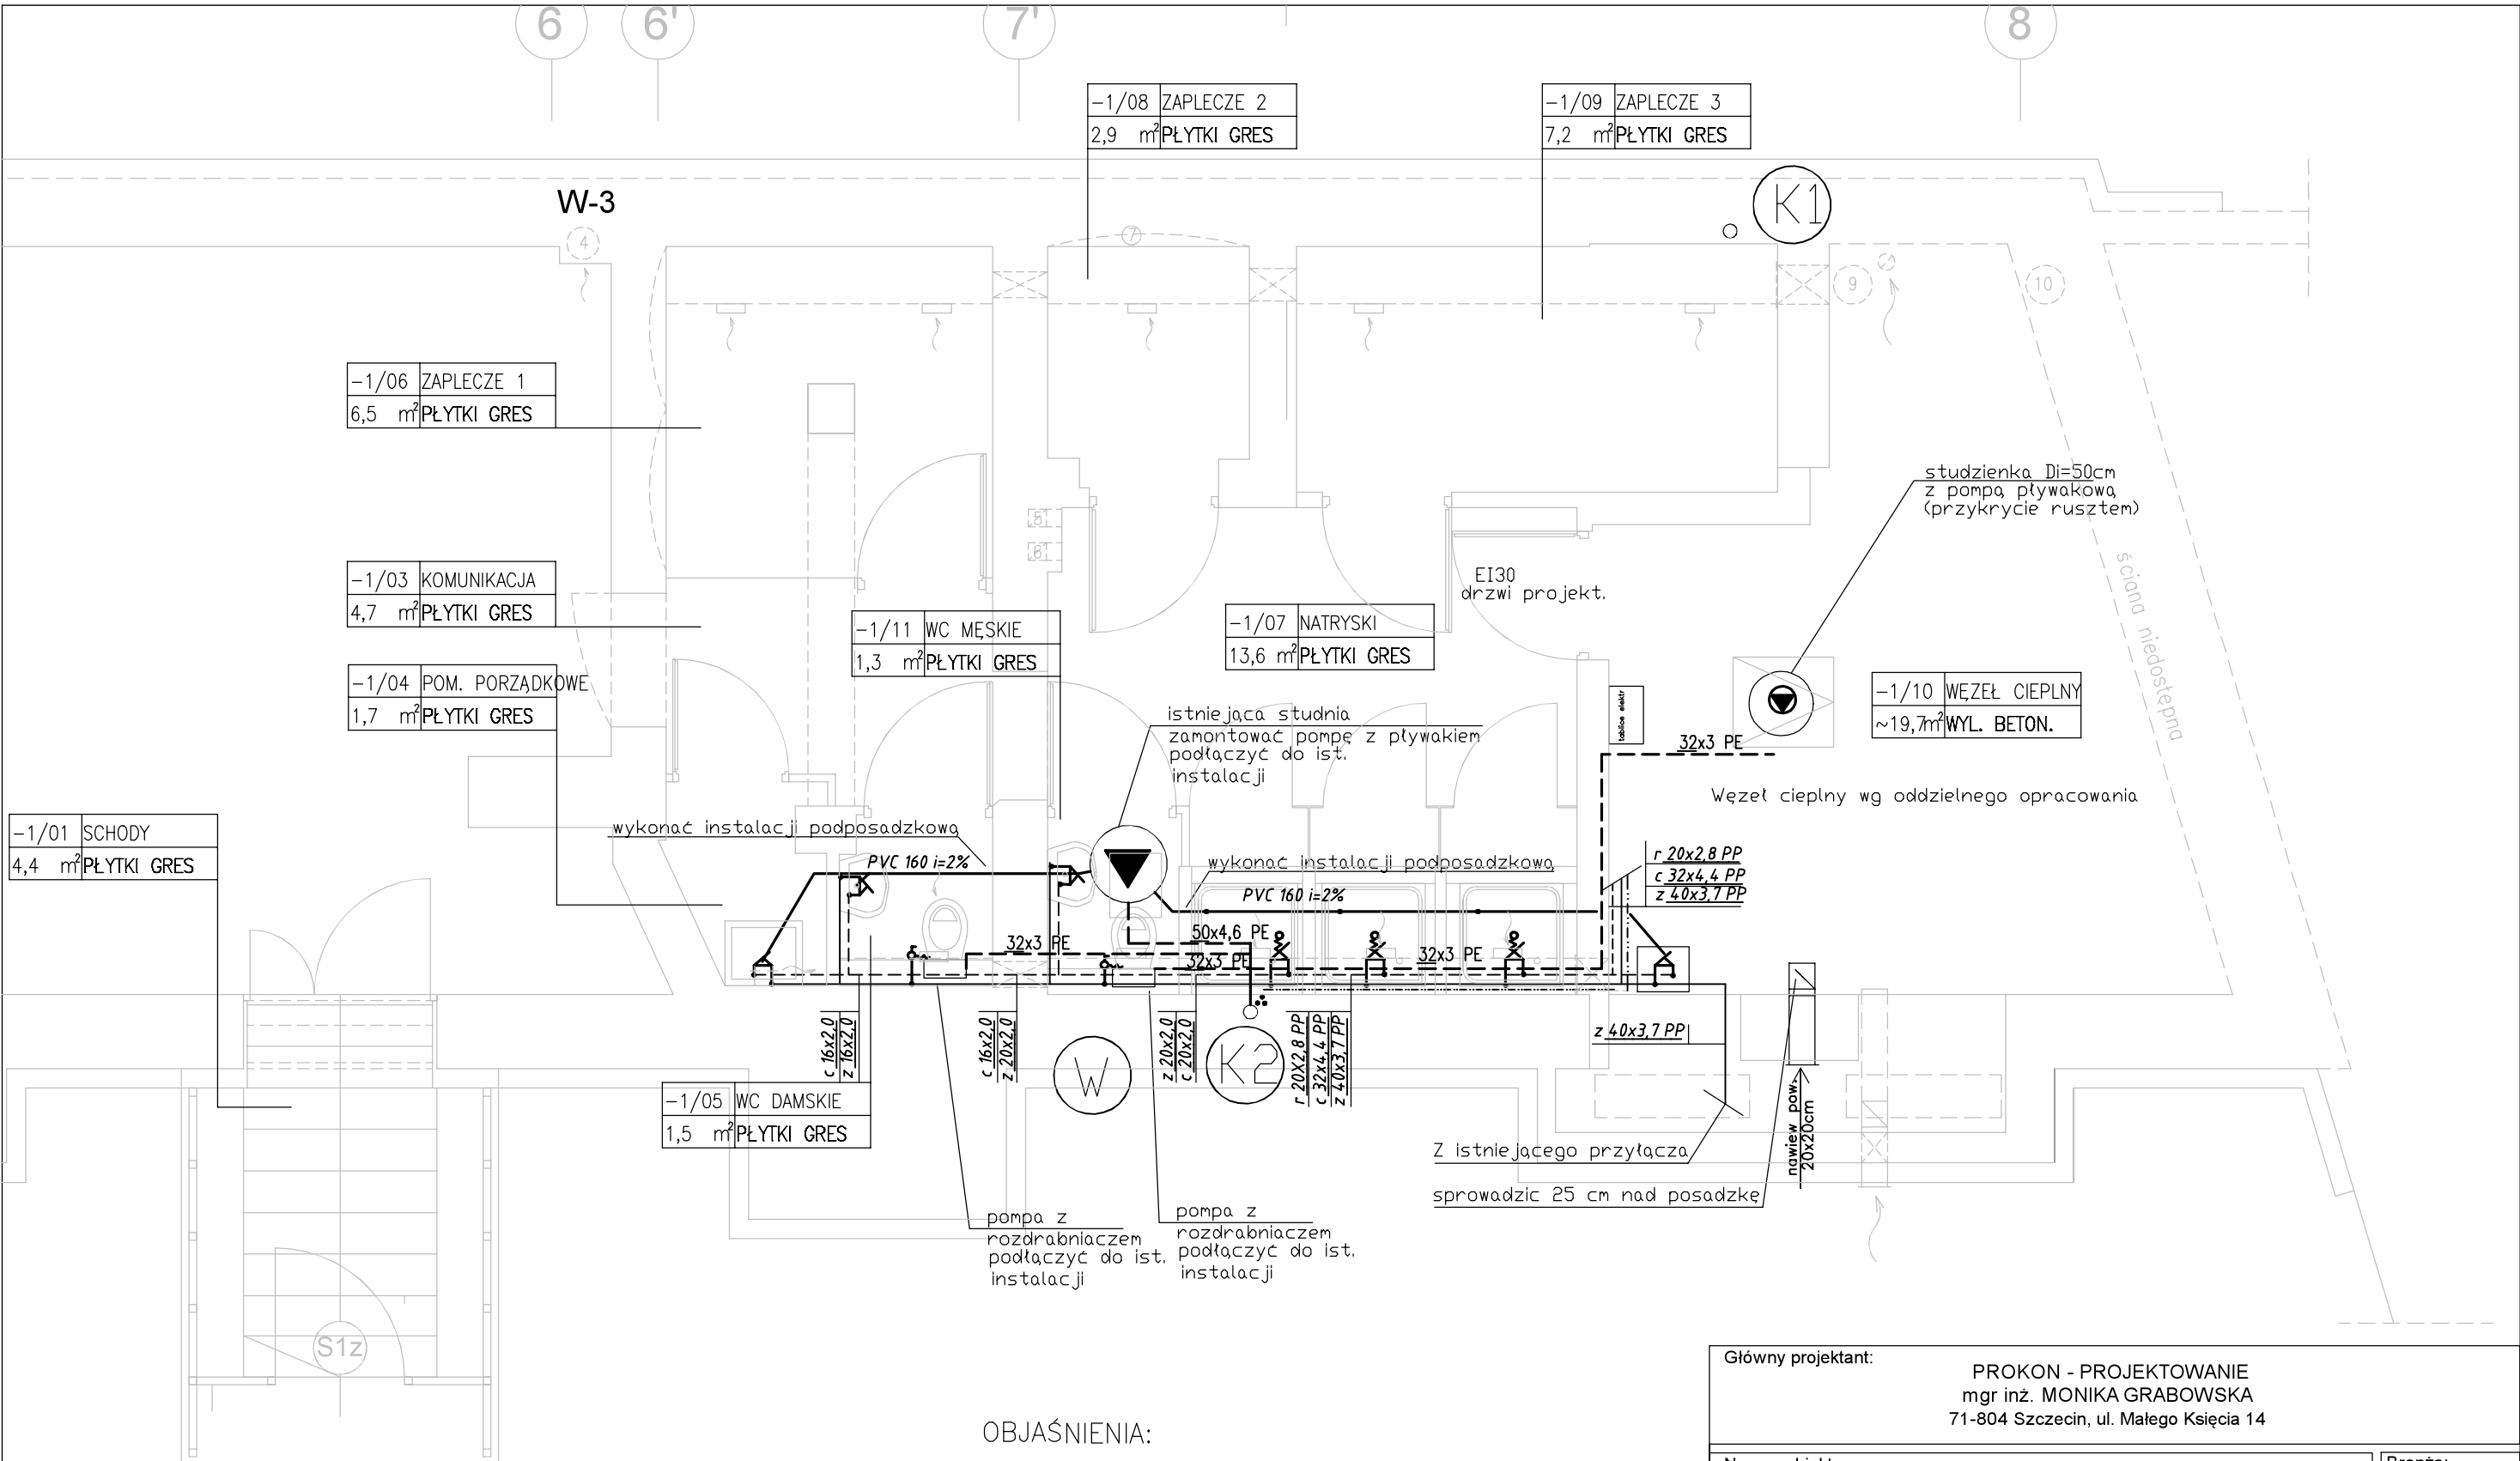 6
6'
7'
8
-1/08 ZAPLECZE 2
2,9 m² PŁYTKI GRES
-1/09 ZAPLECZE 3
7,2 m² PŁYTKI GRES
W-3
K1
4
7
9
10
-1/06 ZAPLECZE 1
6,5 m² PŁYTKI GRES
studzienka Di=50cm
z pompą pływakową
(przykrycie rusztem)
5
6
-1/03 KOMUNIKACJA
4,7 m² PŁYTKI GRES
EI30
drzwi projekt.
ściana niedostępna
-1/11 WC MĘSKIE
1,3 m² PŁYTKI GRES
-1/07 NATRYSKI
13,6 m² PŁYTKI GRES
-1/04 POM. PORZĄDKOWE
1,7 m² PŁYTKI GRES
tablice elektr
-1/10 WĘZEŁ CIEPLNY
~19,7m² WYL. BETON.
istniejąca studnia
zamontować pompę z pływakiem
podłączyć do ist.
instalacji
32x3 PE
Węzeł cieplny wg oddzielnego opracowania
-1/01 SCHODY
4,4 m² PŁYTKI GRES
wykonać instalacji podposadzkową
PVC 160 i=2%
wykonać instalacji podposadzkową
PVC 160 i=2%
r 20x2,8 PP
c 32x4,4 PP
z 40x3,7 PP
32x3 PE
50x4,6 PE
32x3 PE
32x3 PE
c 16x2,0
z 16x2,0
c 16x2,0
z 20x2,0
z 20x2,0
c 20x2,0
r 20X2,8 PP
c 32x4,4 PP
z 40x3,7 PP
z 40x3,7 PP
W
K2
-1/05 WC DAMSKIE
1,5 m² PŁYTKI GRES
nawiew pow.
20x20cm
Z istniejącego przyłącza
sprowadzic 25 cm nad posadzkę
pompa z
rozdrabniaczem
podłączyć do ist.
instalacji
pompa z
rozdrabniaczem
podłączyć do ist.
instalacji
S1z
Główny projektant:
PROKON - PROJEKTOWANIE
mgr inż. MONIKA GRABOWSKA
71-804 Szczecin, ul. Małego Księcia 14
OBJAŚNIENIA: